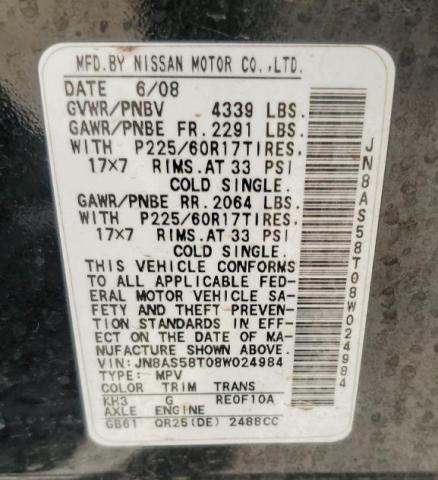 MFD.BY NISSAN MOTOR CO.,LTD.
DATE 6/08
GVWR/PNBV 4339 LBS.
GAWR/PNBE FR. 2291 LBS.
WITH P225/60R17TIRES,
17×7 RIMS.AT 33 PSI
COLD SINGLE.
GAWR/PNBE RR. 2064 LBS.
WITH P225/60R17TIRES,
17×7 RIMS.AT 33 PSI
COLD SINGLE.
THIS VEHICLE CONFORMS
TO ALL APPLICABLE FED-
ERAL MOTOR VEHICLE SA-
FETY AND THEFT PREVEN-
TION STANDARDS IN EFF-
ECT ON THE DATE OF MA-
NUFACTURE SHOWN ABOVE.
VIN:JN8AS58T08W024984
TYPE: MPV
COLOR TRIM TRANS
KH3 G RE0F10A
AXLE ENGINE
GB61 QR25(DE) 2488CC
JN8AS58T08W024984